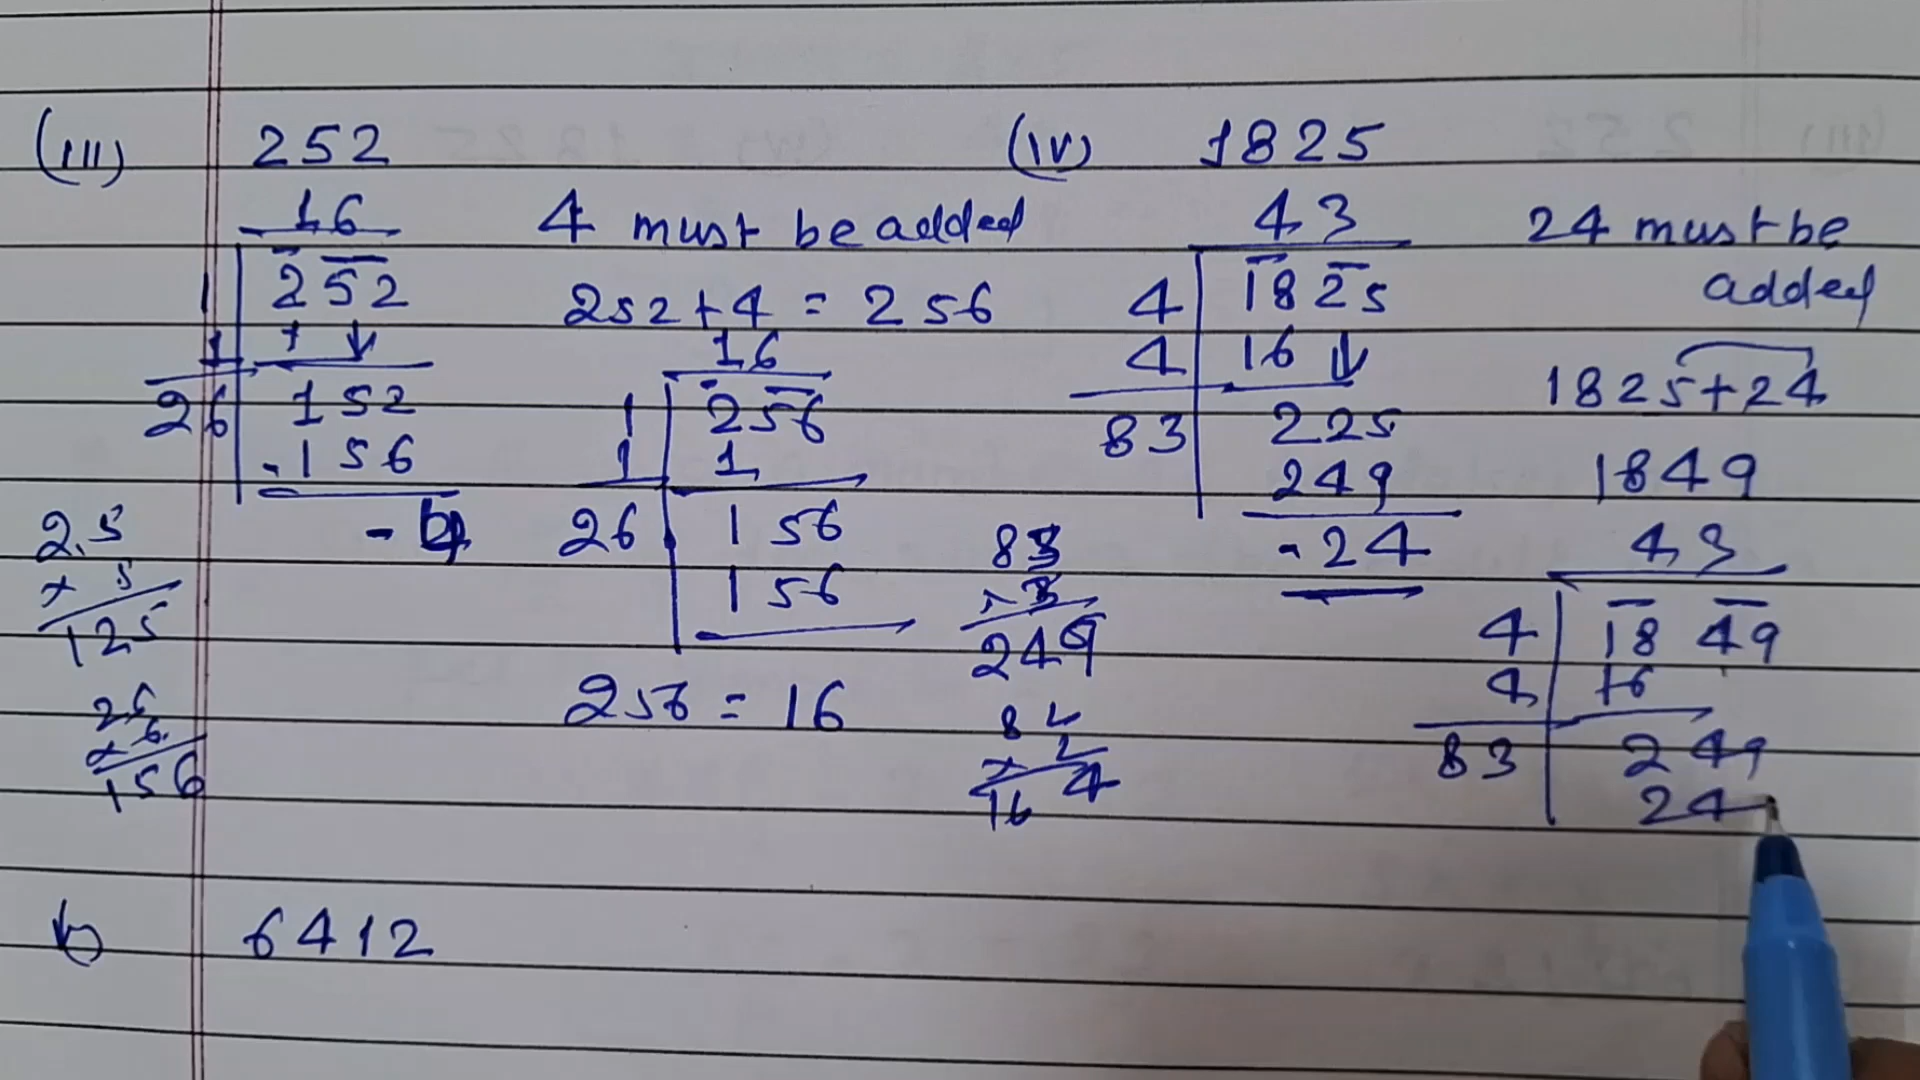 (III) 252
16
1 | 252
1 | 1 ↓
26 | 152
- 156
- 4
25
× 5
125
26
× 6
156
4 must be added
252+4 = 256
16
1 | 256
1 | 1
26 | 156
156
256 = 16
(IV) 1825
43
4 | 1825
4 | 16 ↓
83 | 225
249
- 24
83
× 3
249
82
× 2
164
24 must be
added
1825+24
1849
43
4 | 1849
4 | 16
83 | 249
24
v) 6412